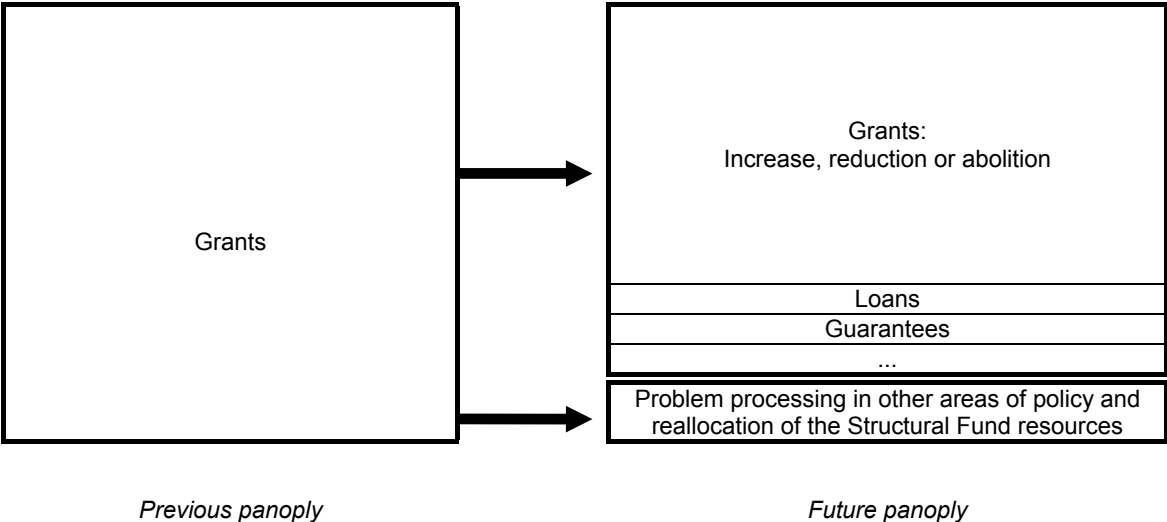 Grants
Grants:
Increase, reduction or abolition
Loans
Guarantees
...
Problem processing in other areas of policy and
reallocation of the Structural Fund resources
Previous panoply
Future panoply